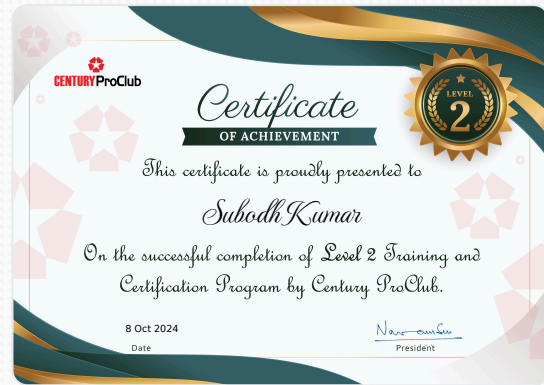 CENTURY ProClub
LEVEL
2
Certificate
OF ACHIEVEMENT
This certificate is proudly presented to
Subodh Kumar
On the successful completion of Level 2 Training and
Certification Program by Century ProClub.
8 Oct 2024
Date
President